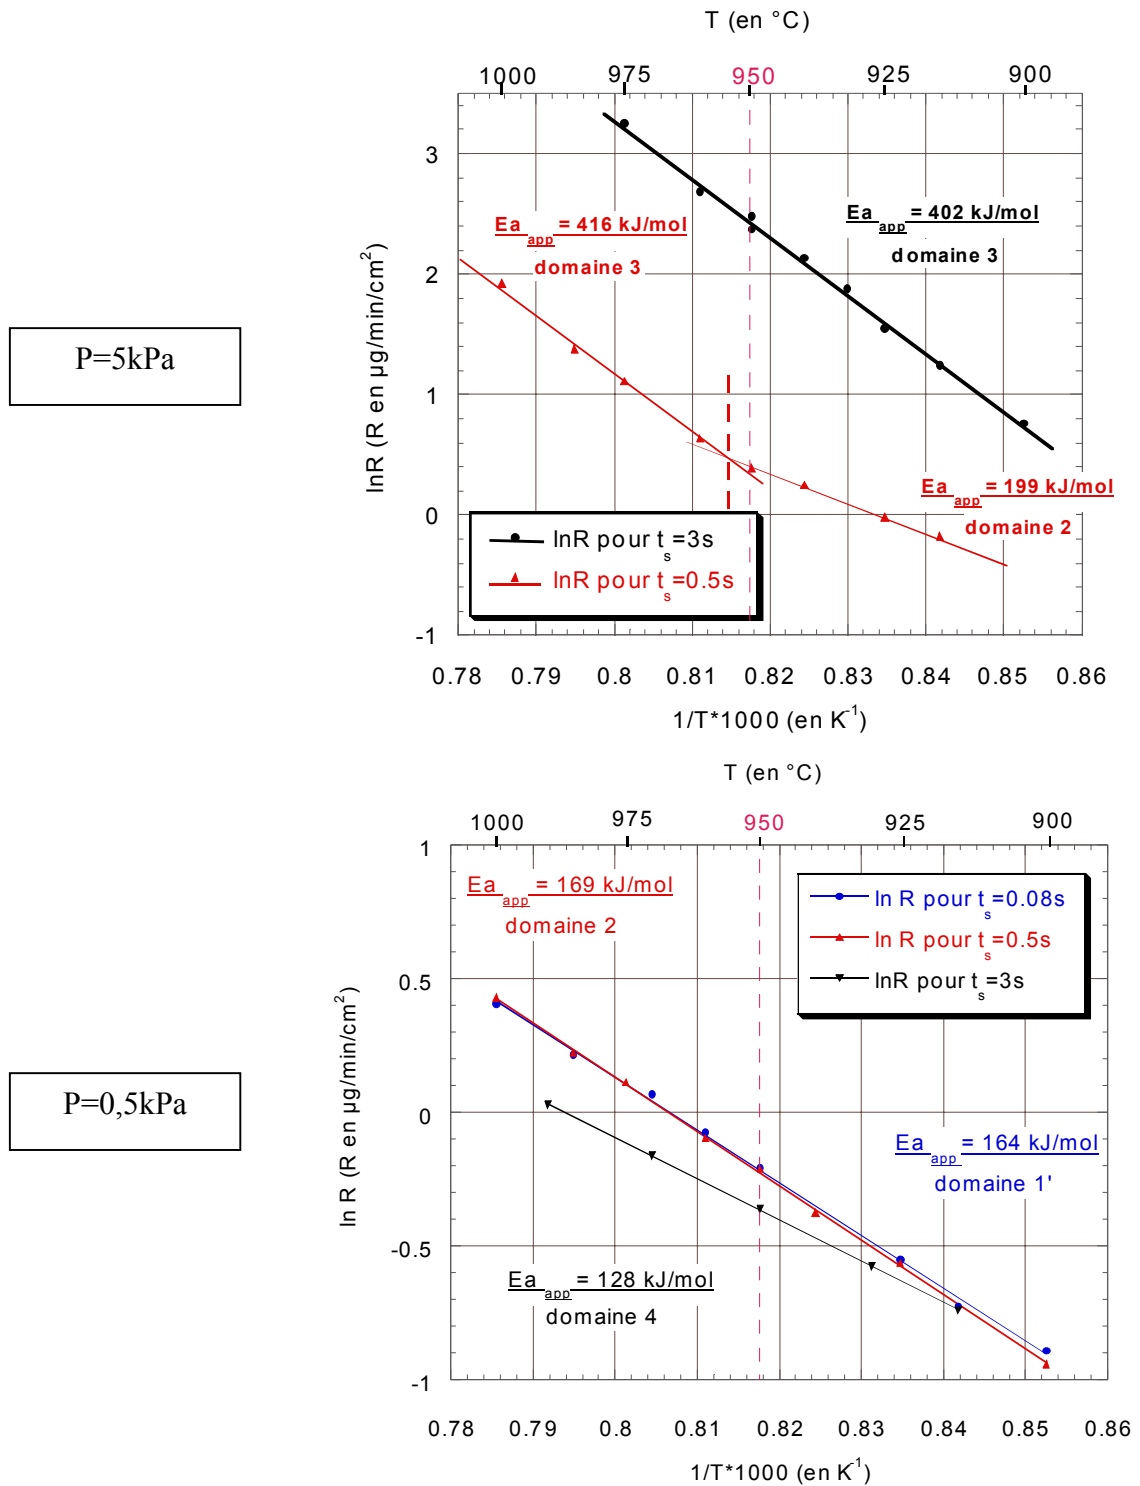 T (en °C)
1000 975 950 925 900
3
2
1
0
-1
lnR (R en µg/min/cm²)
Ea app = 416 kJ/mol
domaine 3
Ea app = 402 kJ/mol
domaine 3
P=5kPa
Ea app = 199 kJ/mol
domaine 2
lnR pour t s=3s
lnR pour t s=0.5s
0.78 0.79 0.8 0.81 0.82 0.83 0.84 0.85 0.86
1/T*1000 (en K-1)
T (en °C)
1000 975 950 925 900
1
0.5
0
-0.5
-1
ln R (R en µg/min/cm²)
Ea app = 169 kJ/mol
domaine 2
ln R pour t s=0.08s
ln R pour t s=0.5s
lnR pour t s=3s
P=0,5kPa
Ea app = 164 kJ/mol
domaine 1'
Ea app = 128 kJ/mol
domaine 4
0.78 0.79 0.8 0.81 0.82 0.83 0.84 0.85 0.86
1/T*1000 (en K-1)